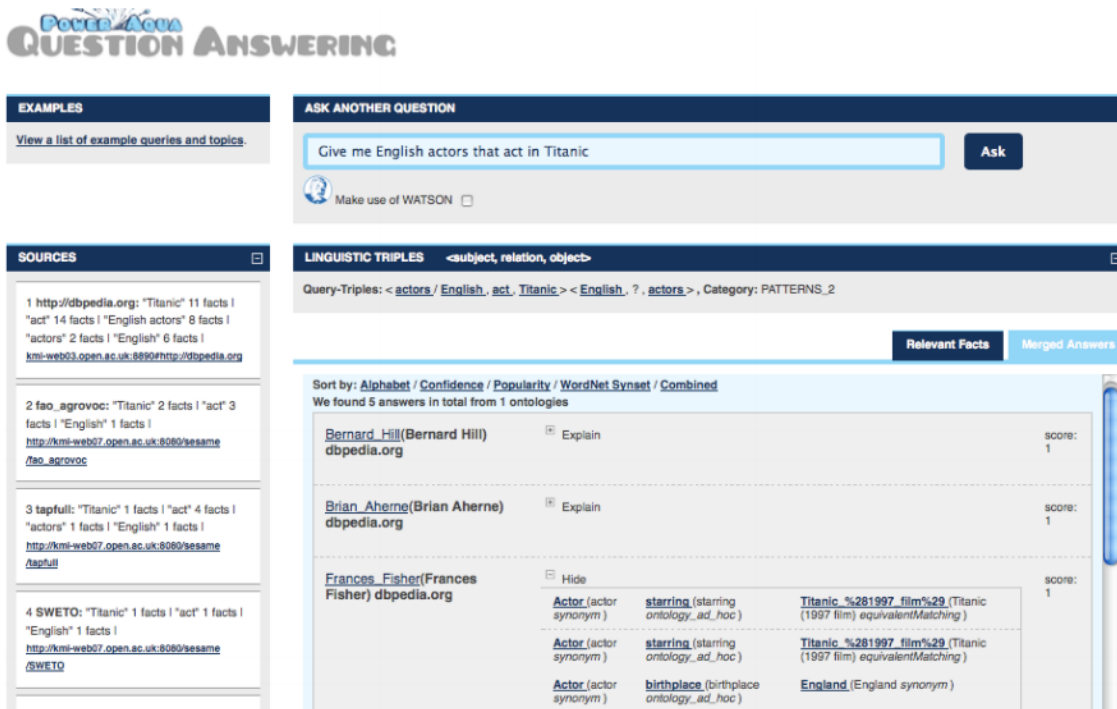 POWER AQUA
QUESTION ANSWERING
EXAMPLES
View a list of example queries and topics.
ASK ANOTHER QUESTION
Give me English actors that act in Titanic
Ask
Make use of WATSON
SOURCES
1 http://dbpedia.org: "Titanic" 11 facts |
"act" 14 facts | "English actors" 8 facts |
"actors" 2 facts | "English" 6 facts |
kmi-web03.open.ac.uk:8890#http://dbpedia.org
2 fao_agrovoc: "Titanic" 2 facts | "act" 3
facts | "English" 1 facts |
http://kmi-web07.open.ac.uk:8080/sesame
/fao_agrovoc
3 tapfull: "Titanic" 1 facts | "act" 4 facts |
"actors" 1 facts | "English" 1 facts |
http://kmi-web07.open.ac.uk:8080/sesame
/tapfull
4 SWETO: "Titanic" 1 facts | "act" 1 facts |
"English" 1 facts |
http://kmi-web07.open.ac.uk:8080/sesame
/SWETO
LINGUISTIC TRIPLES <subject, relation, object>
Query-Triples: < actors / English , act , Titanic > < English , ? , actors > , Category: PATTERNS_2
Relevant Facts
Merged Answers
Sort by: Alphabet / Confidence / Popularity / WordNet Synset / Combined
We found 5 answers in total from 1 ontologies
Bernard_Hill(Bernard Hill)
dbpedia.org
Explain
score:
1
Brian_Aherne(Brian Aherne)
dbpedia.org
Explain
score:
1
Frances_Fisher(Frances
Fisher) dbpedia.org
Hide
score:
1
Actor (actor
synonym )
starring (starring
ontology_ad_hoc )
Titanic_%281997_film%29 (Titanic
(1997 film) equivalentMatching )
Actor (actor
synonym )
starring (starring
ontology_ad_hoc )
Titanic_%281997_film%29 (Titanic
(1997 film) equivalentMatching )
Actor (actor
synonym )
birthplace (birthplace
ontology_ad_hoc )
England (England synonym )